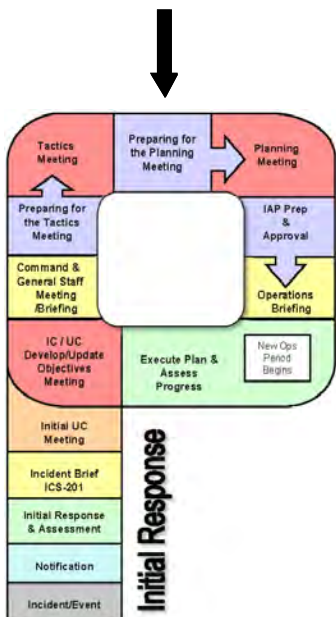 Tactics
Meeting
Preparing for
the Planning
Meeting
Planning
Meeting
Preparing for
the Tactics
Meeting
IAP Prep
&
Approval
Command &
General Staff
Meeting
/Briefing
Operations
Briefing
IC / UC
Develop/Update
Objectives
Meeting
Execute Plan &
Assess
Progress
New Ops
Period
Begins
Initial UC
Meeting
Incident Brief
ICS-201
Initial Response
& Assessment
Notification
Incident/Event
Initial Response